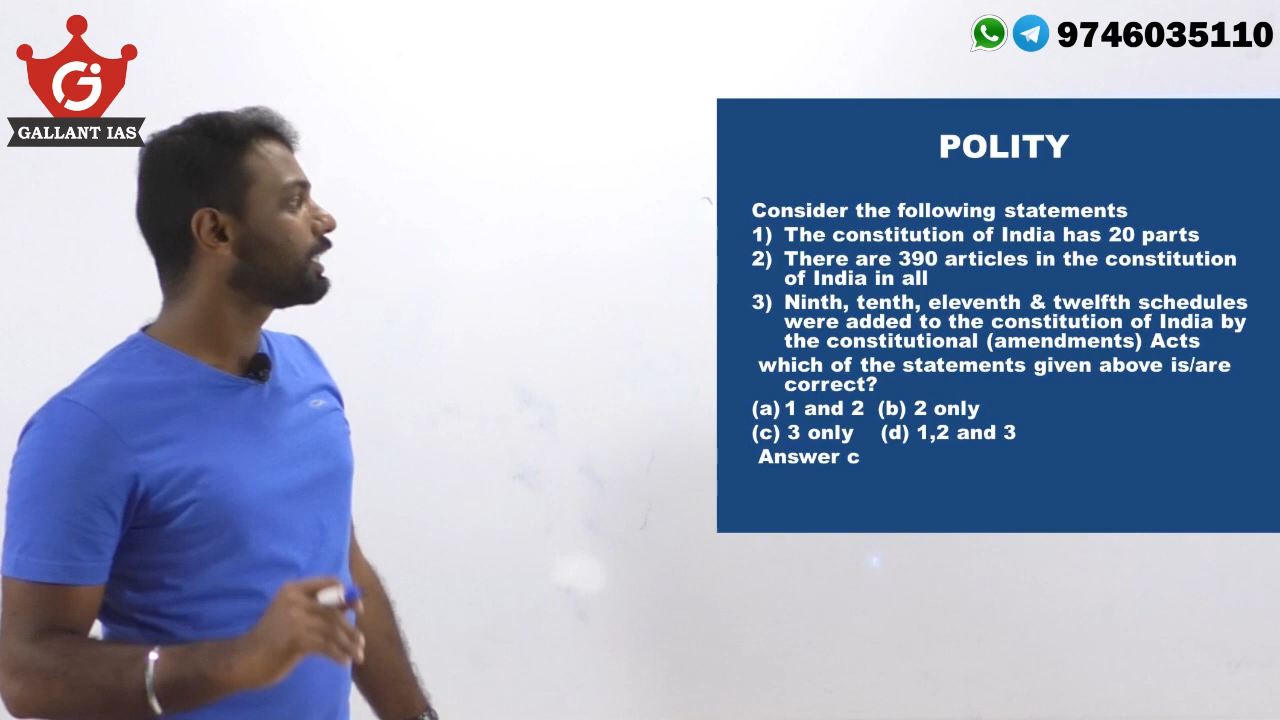 GALLANT IAS
9746035110
POLITY
Consider the following statements
1) The constitution of India has 20 parts
2) There are 390 articles in the constitution
of India in all
3) Ninth, tenth, eleventh & twelfth schedules
were added to the constitution of India by
the constitutional (amendments) Acts
which of the statements given above is/are
correct?
(a) 1 and 2 (b) 2 only
(c) 3 only (d) 1,2 and 3
Answer c